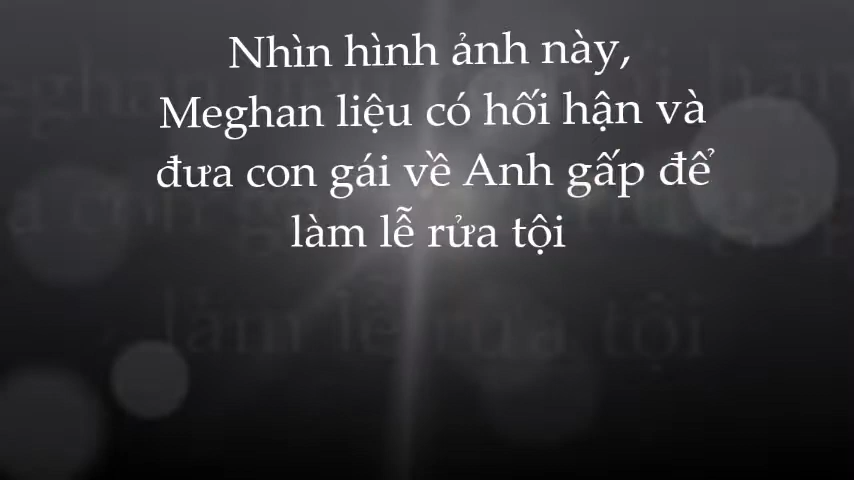 Nhìn hình ảnh này,
Meghan liệu có hối hận và
đưa con gái về Anh gấp để
làm lễ rửa tội